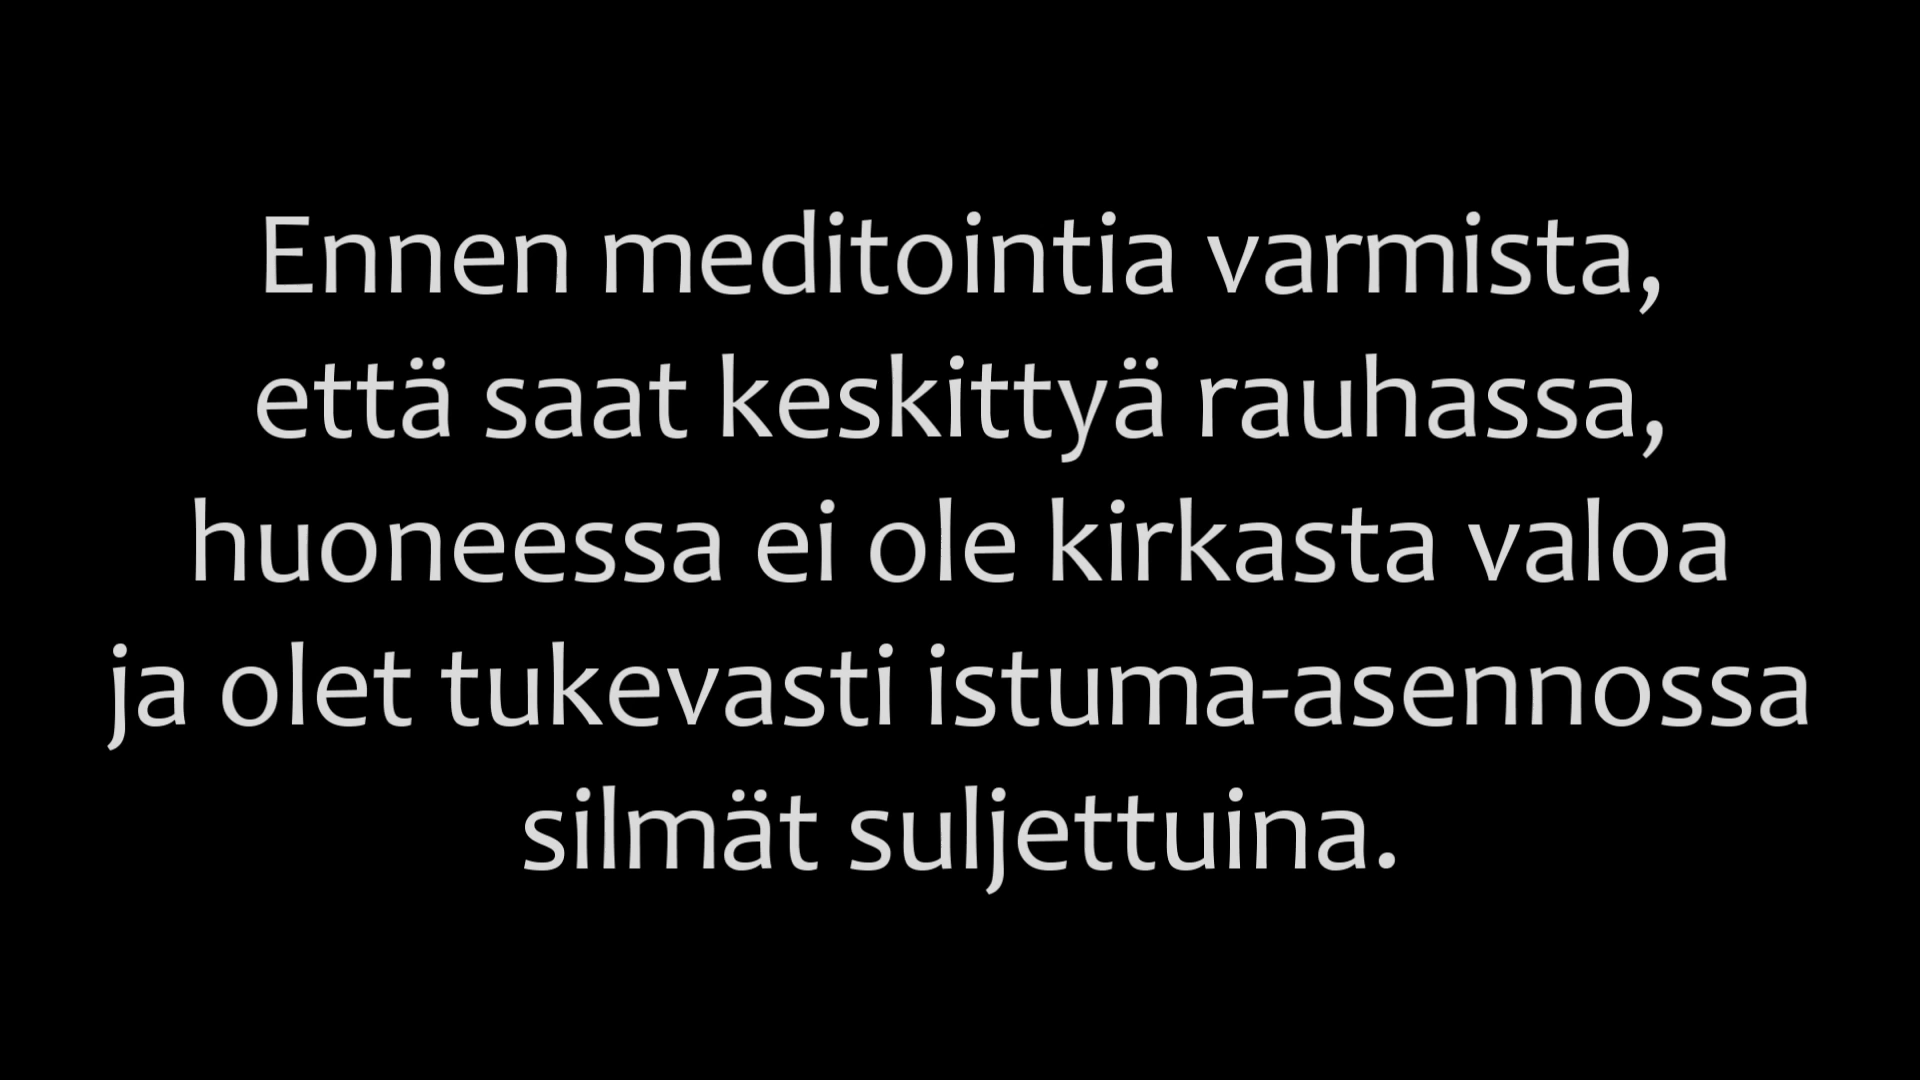 Ennen meditointia varmista,
että saat keskittyä rauhassa,
huoneessa ei ole kirkasta valoa
ja olet tukevasti istuma-asennossa
silmät suljettuina.